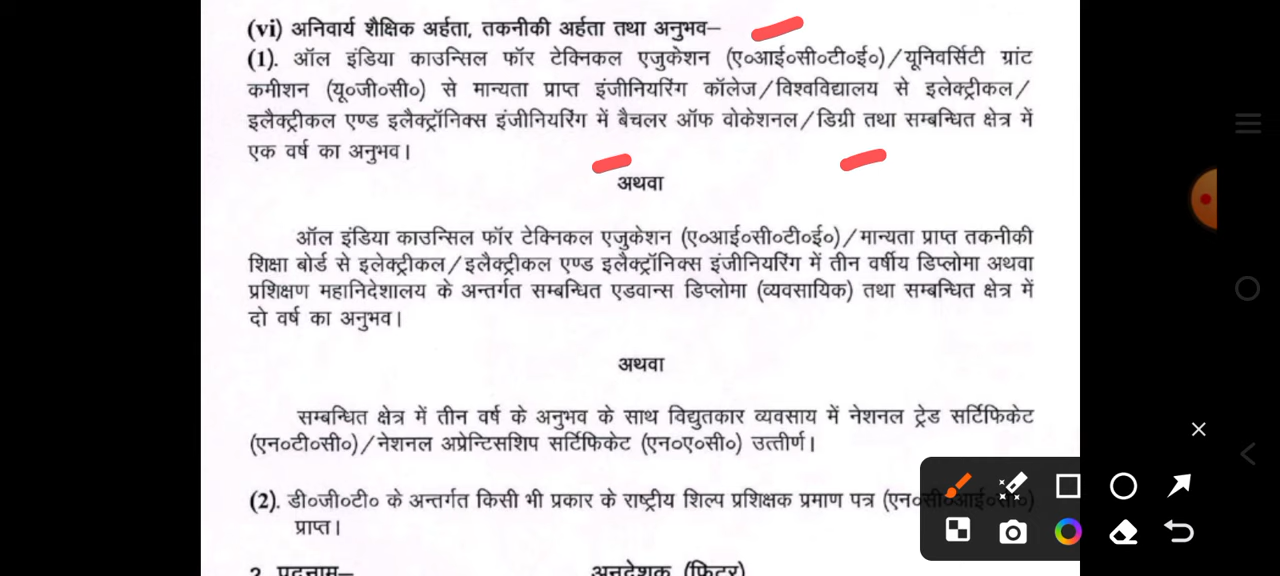 (vi) अनिवार्य शैक्षिक अर्हता, तकनीकी अर्हता तथा अनुभव–
(1). ऑल इंडिया काउन्सिल फॉर टेक्निकल एजुकेशन (ए०आई०सी०टी०ई०)/यूनिवर्सिटी ग्रांट
कमीशन (यू०जी०सी०) से मान्यता प्राप्त इंजीनियरिंग कॉलेज/विश्वविद्यालय से इलेक्ट्रीकल/
इलैक्ट्रीकल एण्ड इलैक्ट्रॉनिक्स इंजीनियरिंग में बैचलर ऑफ वोकेशनल/डिग्री तथा सम्बन्धित क्षेत्र में
एक वर्ष का अनुभव।
अथवा
ऑल इंडिया काउन्सिल फॉर टेक्निकल एजुकेशन (ए०आई०सी०टी०ई०)/मान्यता प्राप्त तकनीकी
शिक्षा बोर्ड से इलेक्ट्रीकल/इलैक्ट्रीकल एण्ड इलैक्ट्रॉनिक्स इंजीनियरिंग में तीन वर्षीय डिप्लोमा अथवा
प्रशिक्षण महानिदेशालय के अन्तर्गत सम्बन्धित एडवान्स डिप्लोमा (व्यवसायिक) तथा सम्बन्धित क्षेत्र में
दो वर्ष का अनुभव।
अथवा
सम्बन्धित क्षेत्र में तीन वर्ष के अनुभव के साथ विद्युतकार व्यवसाय में नेशनल ट्रेड सर्टिफिकेट
(एन०टी०सी०)/नेशनल अप्रेन्टिसशिप सर्टिफिकेट (एन०ए०सी०) उत्तीर्ण।
(2). डी०जी०टी० के अन्तर्गत किसी भी प्रकार के राष्ट्रीय शिल्प प्रशिक्षक प्रमाण पत्र (एन०सी०आई०सी०)
प्राप्त।
2. पदनाम– अनुदेशक (फिटर)